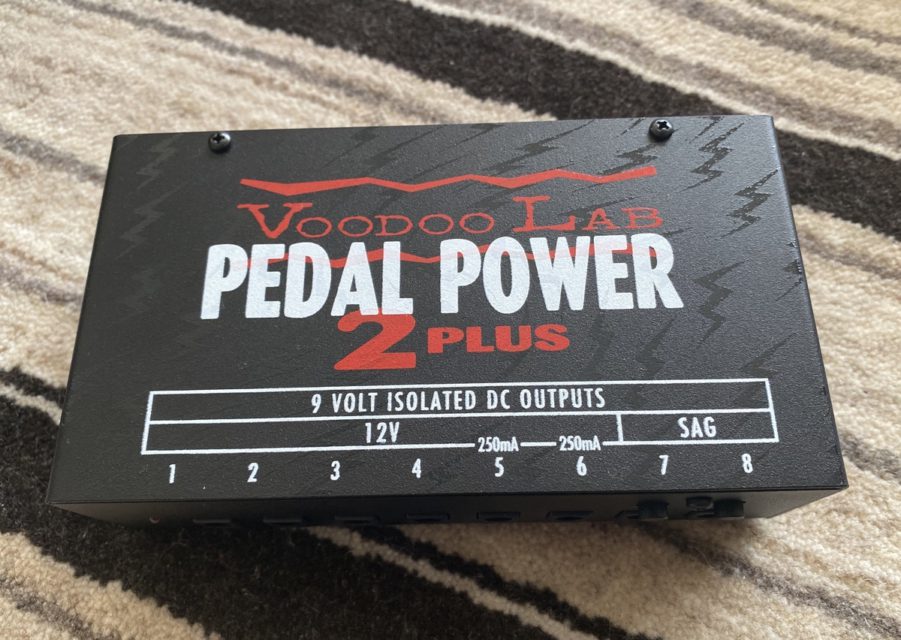 VOODOO LAB
PEDAL POWER
2 PLUS
9 VOLT ISOLATED DC OUTPUTS
12V SAG
250mA 250mA
1 2 3 4 5 6 7 8